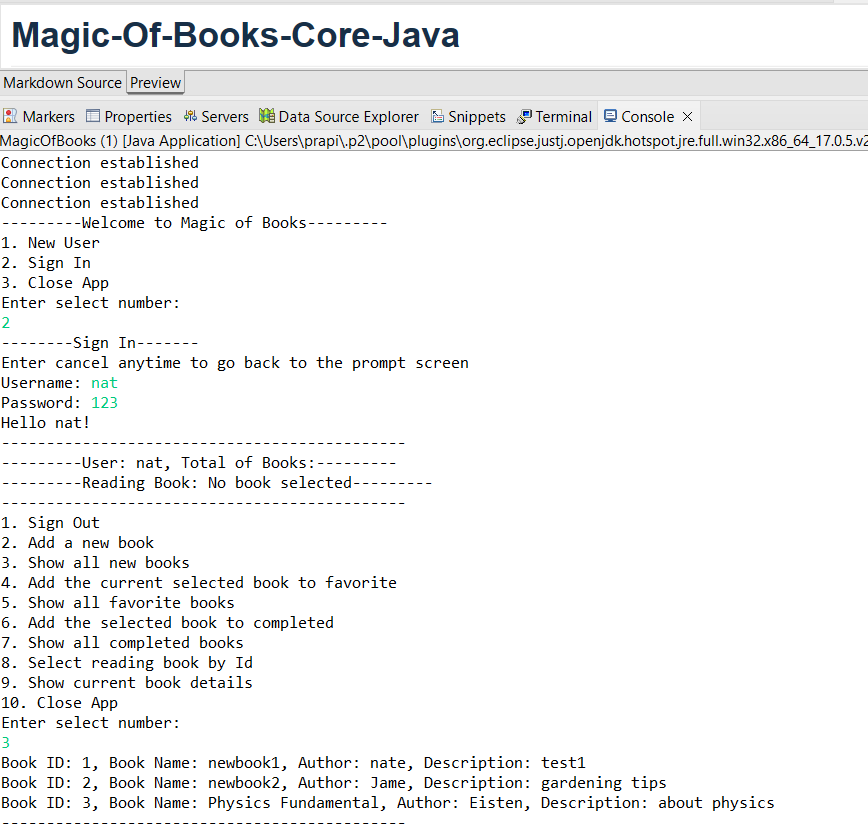 Magic-Of-Books-Core-Java
Markdown Source Preview
Markers Properties Servers Data Source Explorer Snippets Terminal Console
MagicOfBooks (1) [Java Application] C:\Users\prapi\.p2\pool\plugins\org.eclipse.justj.openjdk.hotspot.jre.full.win32.x86_64_17.0.5.v2
Connection established
Connection established
Connection established
---------Welcome to Magic of Books---------
1. New User
2. Sign In
3. Close App
Enter select number:
2
--------Sign In-------
Enter cancel anytime to go back to the prompt screen
Username: nat
Password: 123
Hello nat!
---------------------------------------------
---------User: nat, Total of Books:---------
---------Reading Book: No book selected---------
---------------------------------------------
1. Sign Out
2. Add a new book
3. Show all new books
4. Add the current selected book to favorite
5. Show all favorite books
6. Add the selected book to completed
7. Show all completed books
8. Select reading book by Id
9. Show current book details
10. Close App
Enter select number:
3
Book ID: 1, Book Name: newbook1, Author: nate, Description: test1
Book ID: 2, Book Name: newbook2, Author: Jame, Description: gardening tips
Book ID: 3, Book Name: Physics Fundamental, Author: Eisten, Description: about physics
---------------------------------------------